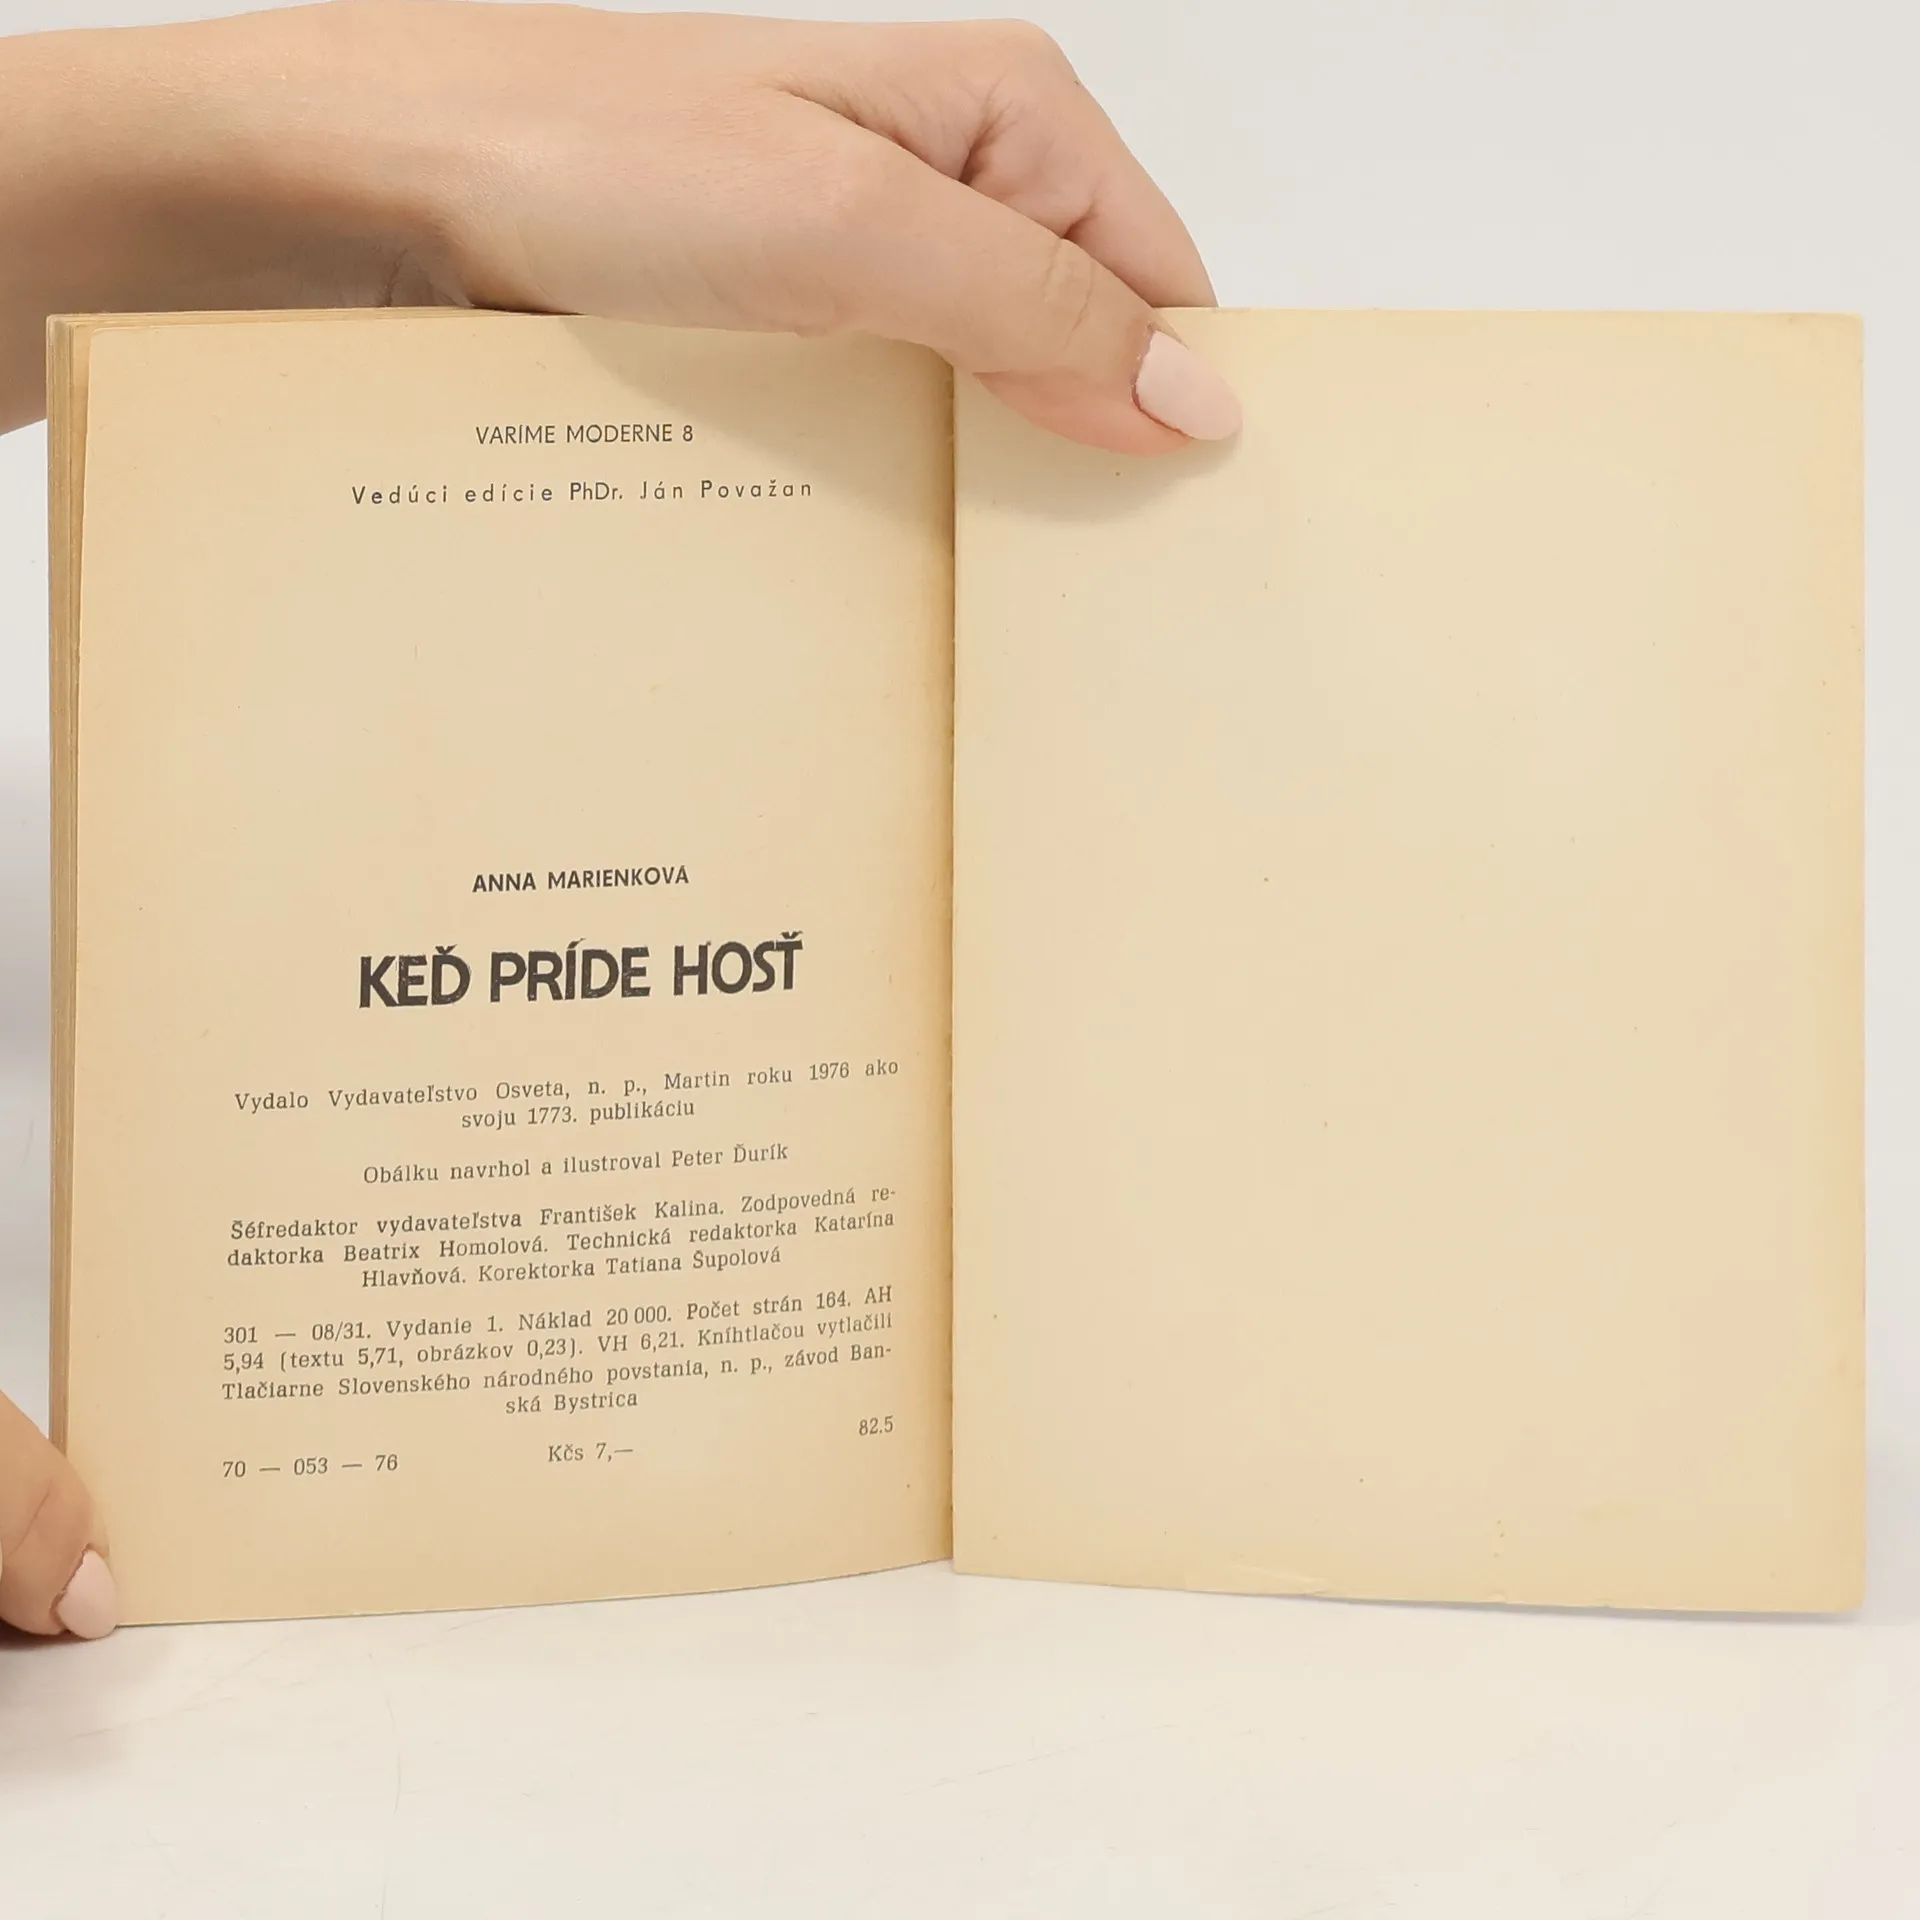 VARÍME MODERNE 8
Vedúci edície PhDr. Ján Považan
ANNA MARIENKOVÁ
KEĎ PRÍDE HOSŤ
Vydalo Vydavateľstvo Osveta, n. p., Martin roku 1976 ako
svoju 1773. publikáciu
Obálku navrhol a ilustroval Peter Ďurík
Šéfredaktor vydavateľstva František Kalina. Zodpovedná re-
daktorka Beatrix Homolová. Technická redaktorka Katarína
Hlavňová. Korektorka Tatiana Šupolová
301 — 08/31. Vydanie 1. Náklad 20 000. Počet strán 164. AH
5,94 (textu 5,71, obrázkov 0,23). VH 6,21. Kníhtlačou vytlačili
Tlačiarne Slovenského národného povstania, n. p., závod Ban-
ská Bystrica
82.5
70 — 053 — 76 Kčs 7,—